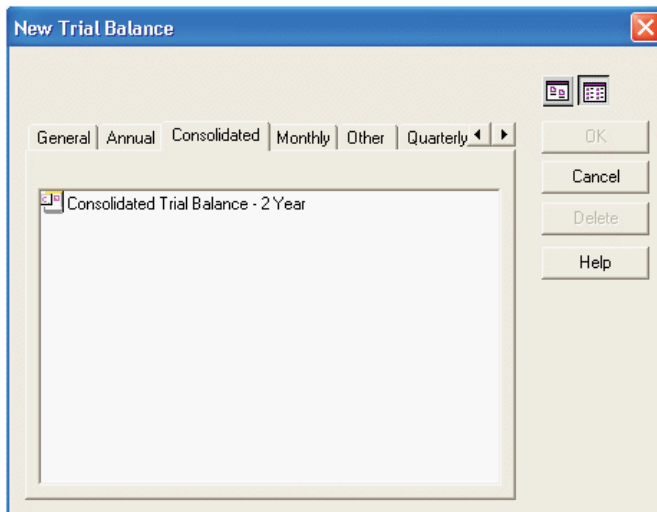 New Trial Balance
General Annual Consolidated Monthly Other Quarterly
OK
Cancel
Delete
Help
Consolidated Trial Balance - 2 Year